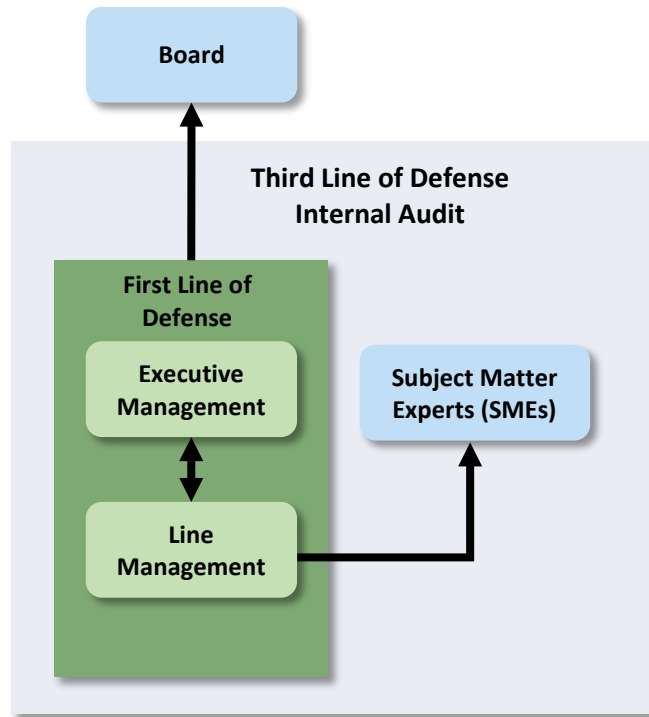 Board
Third Line of Defense
Internal Audit
First Line of
Defense
Executive
Management
Subject Matter
Experts (SMEs)
Line
Management